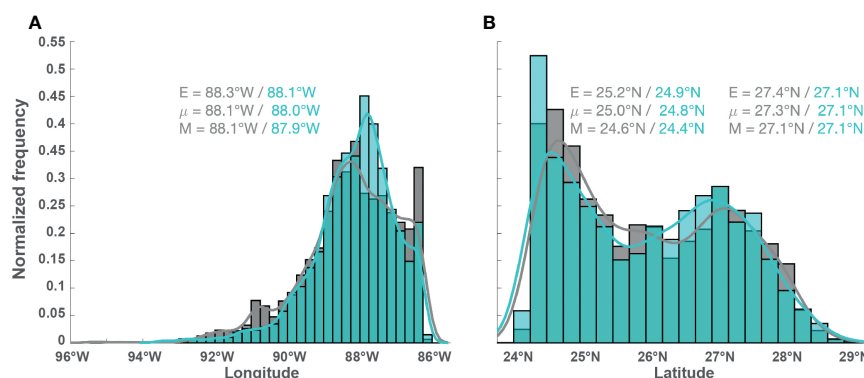 A
B
0.55
0.5
0.45
0.4
0.35
0.3
0.25
0.2
0.15
0.1
0.05
0
Normalized frequency
E = 88.3°W / 88.1°W
μ = 88.1°W / 88.0°W
M = 88.1°W / 87.9°W
E = 25.2°N / 24.9°N
μ = 25.0°N / 24.8°N
M = 24.6°N / 24.4°N
E = 27.4°N / 27.1°N
μ = 27.3°N / 27.1°N
M = 27.1°N / 27.1°N
96°W 94°W 92°W 90°W 88°W 86°W
Longitude
24°N 25°N 26°N 27°N 28°N 29°N
Latitude